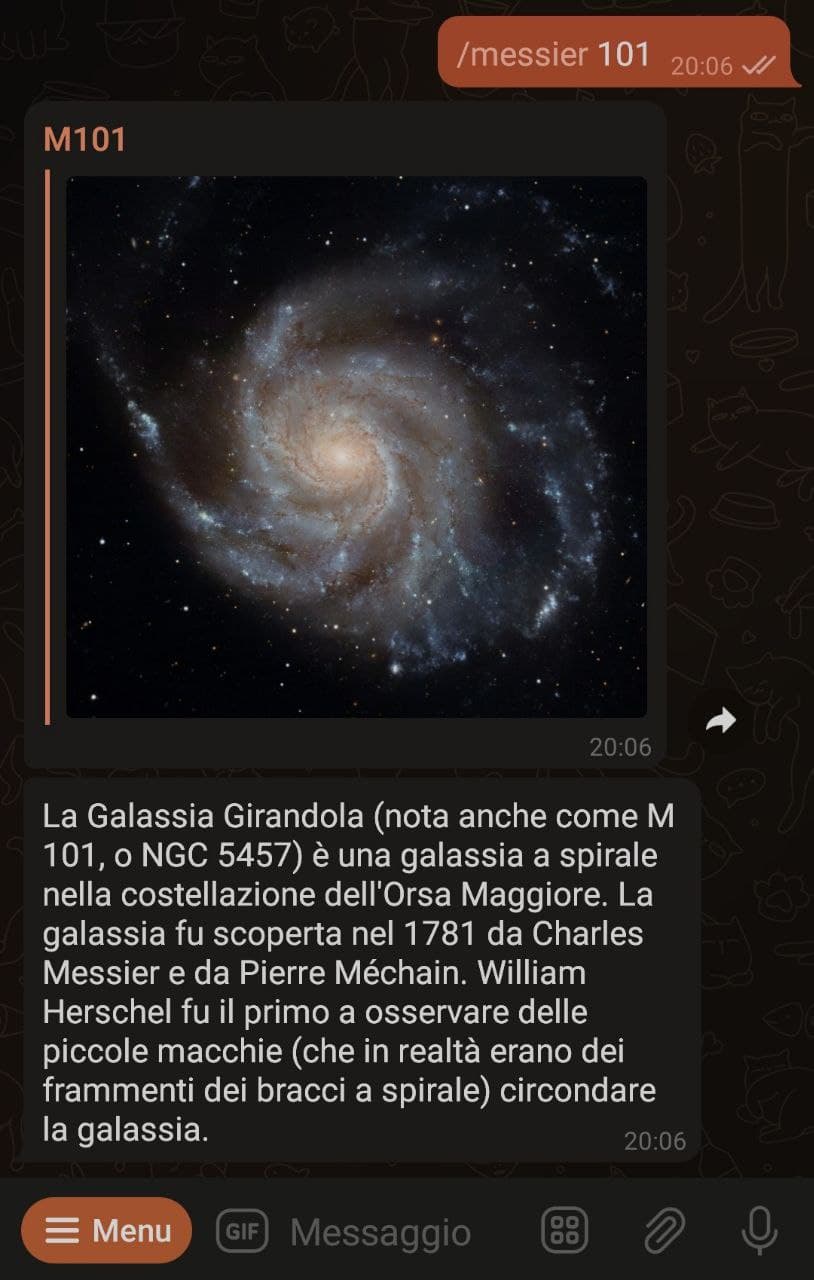 /messier 101
20:06
M101
20:06
La Galassia Girandola (nota anche come M
101, o NGC 5457) è una galassia a spirale
nella costellazione dell'Orsa Maggiore. La
galassia fu scoperta nel 1781 da Charles
Messier e da Pierre Méchain. William
Herschel fu il primo a osservare delle
piccole macchie (che in realtà erano dei
frammenti dei bracci a spirale) circondare
la galassia.
20:06
Menu
GIF
Messaggio